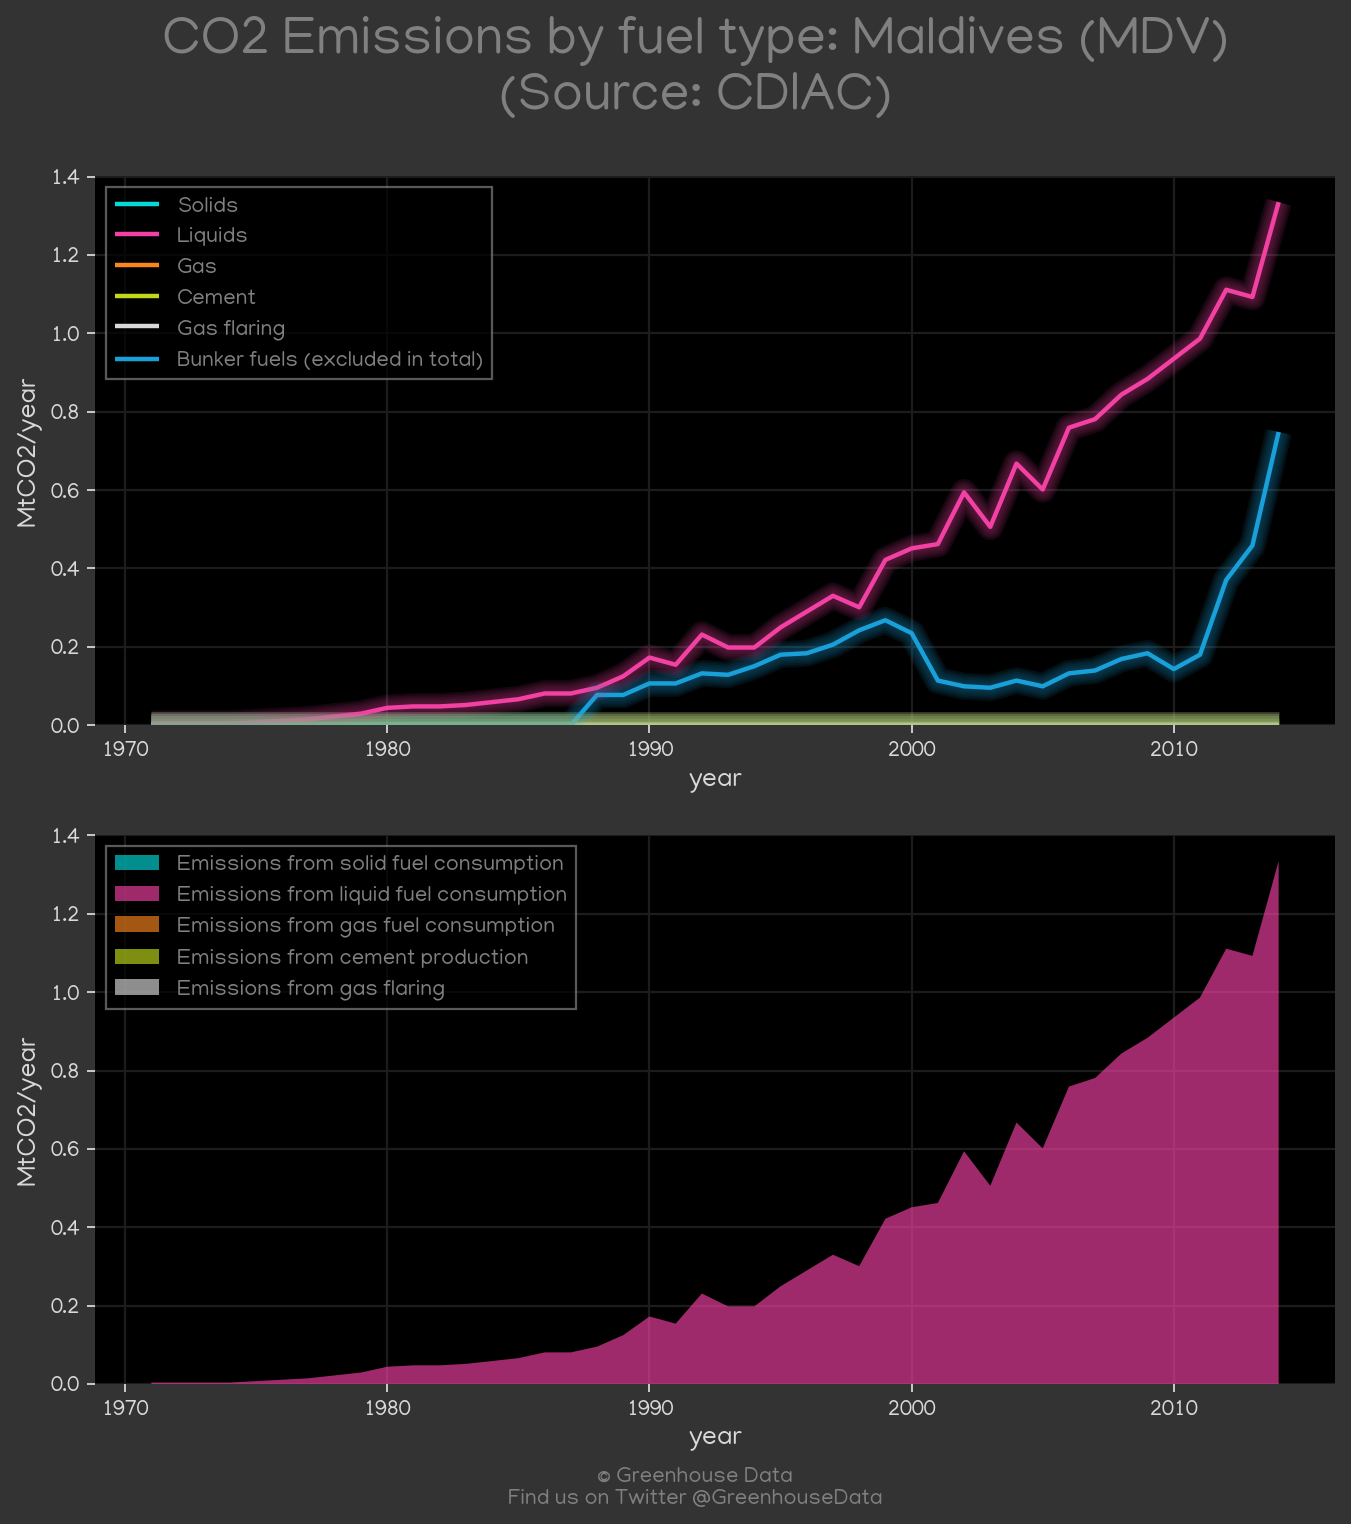 CO2 Emissions by fuel type: Maldives (MDV)
(Source: CDIAC)
1.4
1.2
1.0
0.8
0.6
0.4
0.2
0.0
MtCO2/year
Solids
Liquids
Gas
Cement
Gas flaring
Bunker fuels (excluded in total)
1970 1980 1990 2000 2010
year
1.4
1.2
1.0
0.8
0.6
0.4
0.2
0.0
MtCO2/year
Emissions from solid fuel consumption
Emissions from liquid fuel consumption
Emissions from gas fuel consumption
Emissions from cement production
Emissions from gas flaring
1970 1980 1990 2000 2010
year
© Greenhouse Data
Find us on Twitter @GreenhouseData